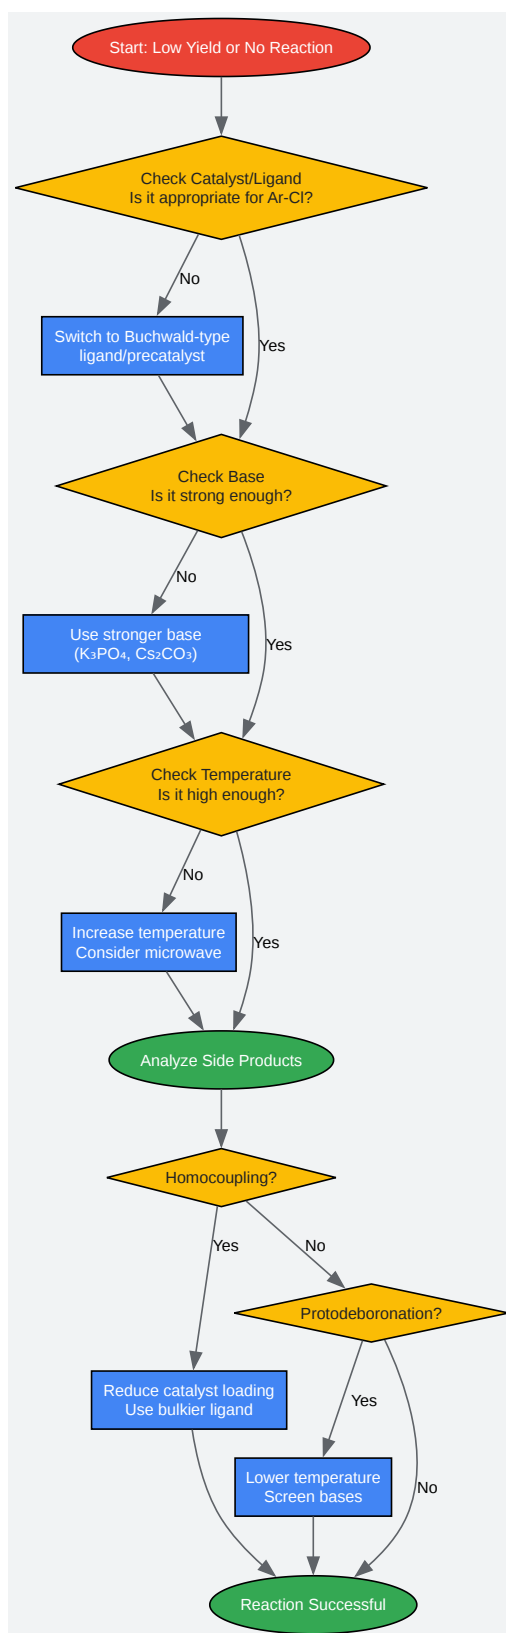 Start: Low Yield or No Reaction
Check Catalyst/Ligand
Is it appropriate for Ar-Cl?
No
Yes
Switch to Buchwald-type
ligand/precatalyst
Check Base
Is it strong enough?
No
Yes
Use stronger base
(K₃PO₄, Cs₂CO₃)
Check Temperature
Is it high enough?
No
Yes
Increase temperature
Consider microwave
Analyze Side Products
Homocoupling?
Yes
No
Protodeboronation?
Reduce catalyst loading
Use bulkier ligand
Yes
No
Lower temperature
Screen bases
Reaction Successful